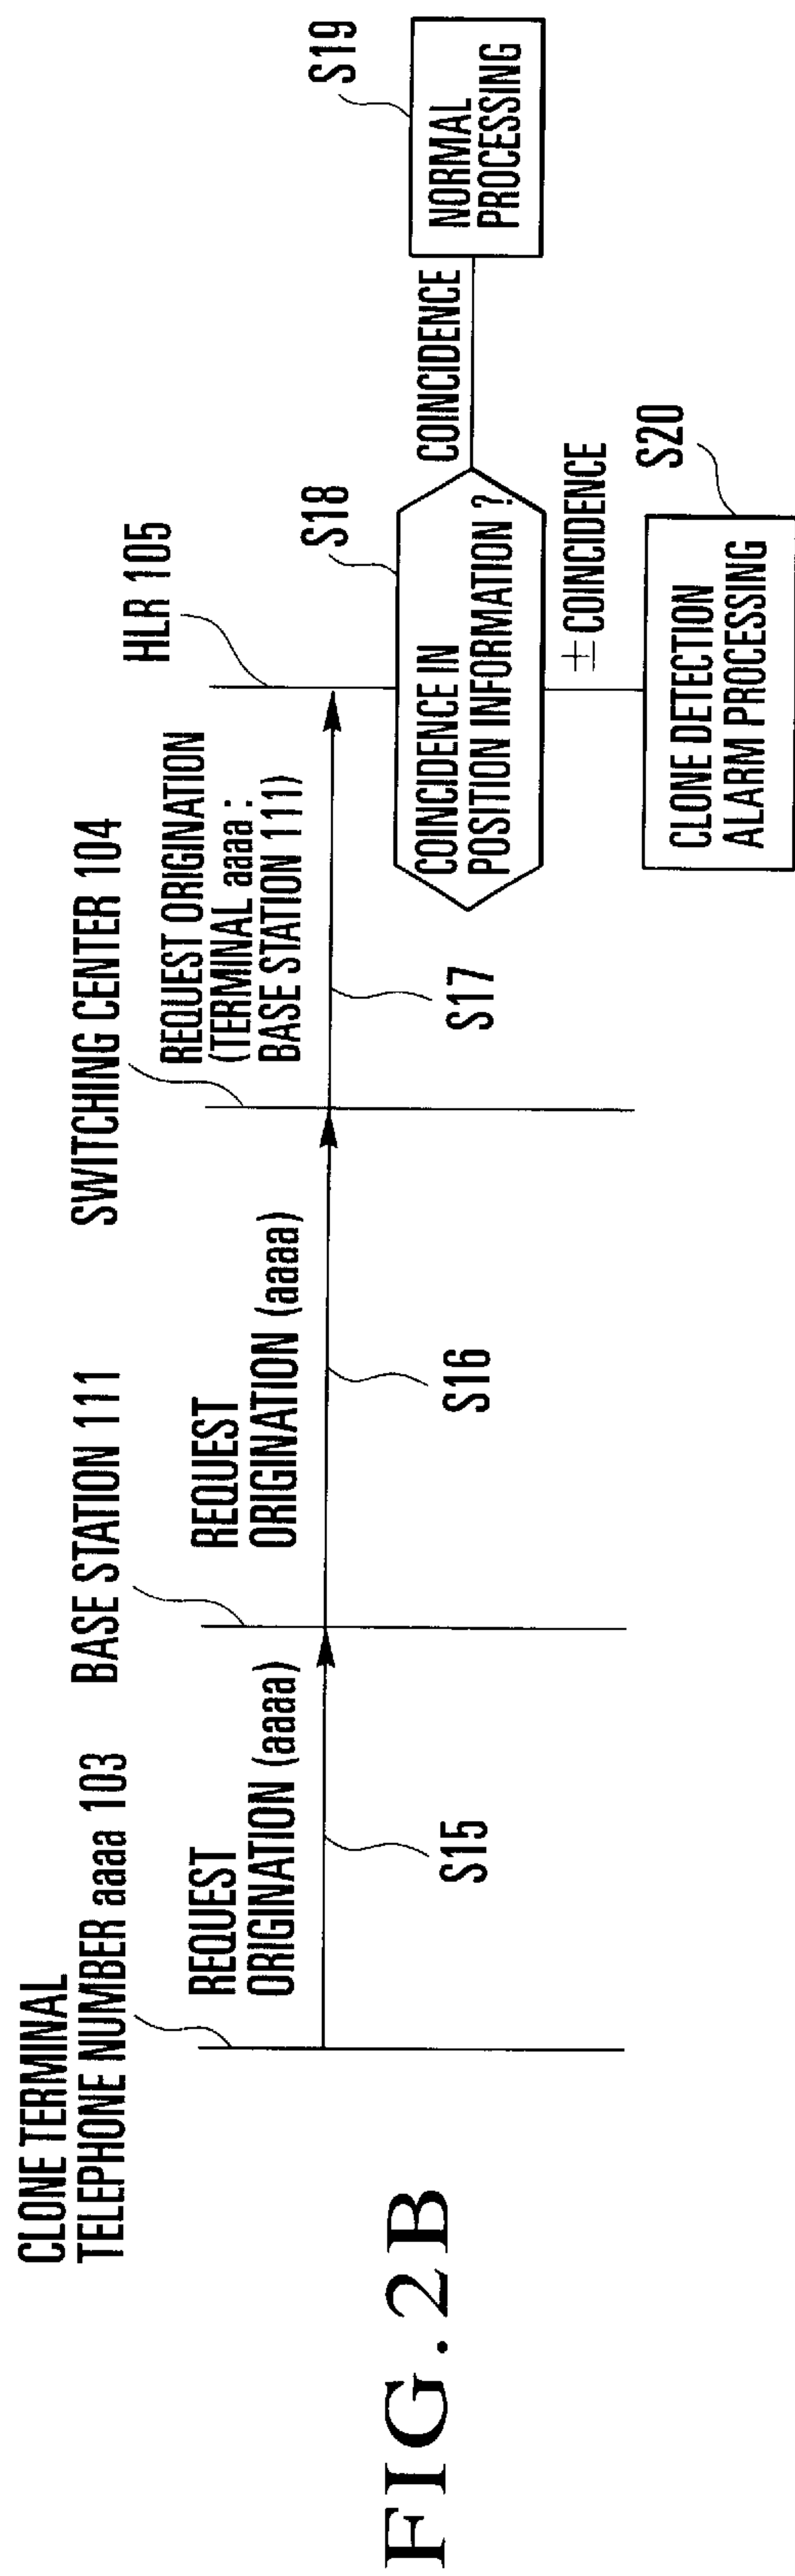 CLONE TERMINAL
TELEPHONE NUMBER aaaa 103
BASE STATION 111
SWITCHING CENTER 104
HLR 105
REQUEST
ORIGINATION (aaaa)
S15
REQUEST
ORIGINATION (aaaa)
S16
REQUEST ORIGINATION
(TERMINAL aaaa :
BASE STATION 111)
S17
S18
COINCIDENCE IN
POSITION INFORMATION ?
COINCIDENCE
S19
NORMAL
PROCESSING
± COINCIDENCE
S20
CLONE DETECTION
ALARM PROCESSING
FIG.2B